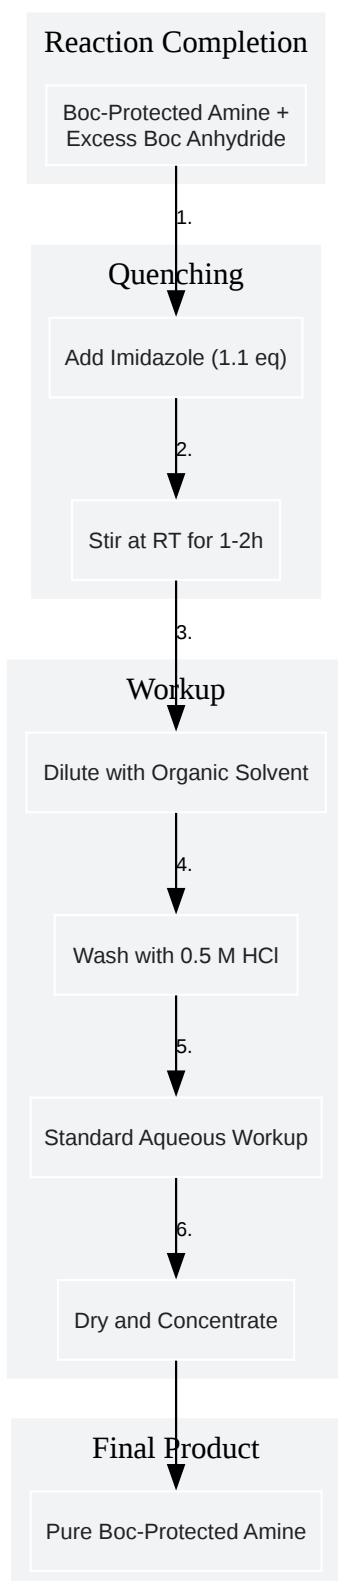 Reaction Completion
Boc-Protected Amine +
Excess Boc Anhydride
1.
Quenching
Add Imidazole (1.1 eq)
2.
Stir at RT for 1-2h
3.
Workup
Dilute with Organic Solvent
4.
Wash with 0.5 M HCl
5.
Standard Aqueous Workup
6.
Dry and Concentrate
Final Product
Pure Boc-Protected Amine